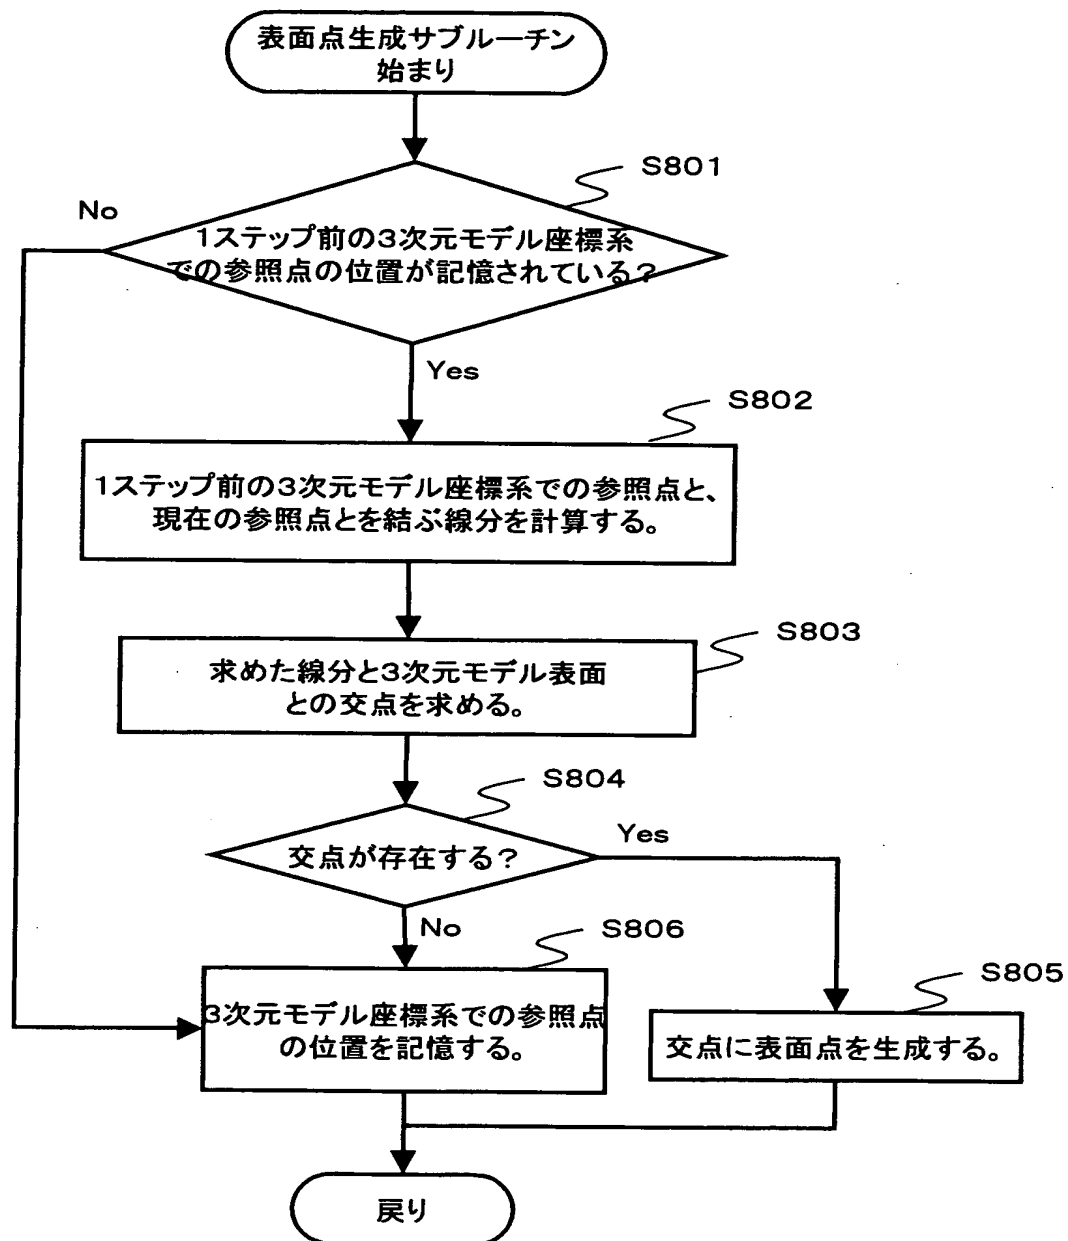 表面点生成サブルーチン
始まり
S801
No
1ステップ前の3次元モデル座標系
での参照点の位置が記憶されている?
Yes
S802
1ステップ前の3次元モデル座標系での参照点と、
現在の参照点とを結ぶ線分を計算する。
S803
求めた線分と3次元モデル表面
との交点を求める。
S804
Yes
交点が存在する?
No
S806
S805
3次元モデル座標系での参照点
の位置を記憶する。
交点に表面点を生成する。
戻り